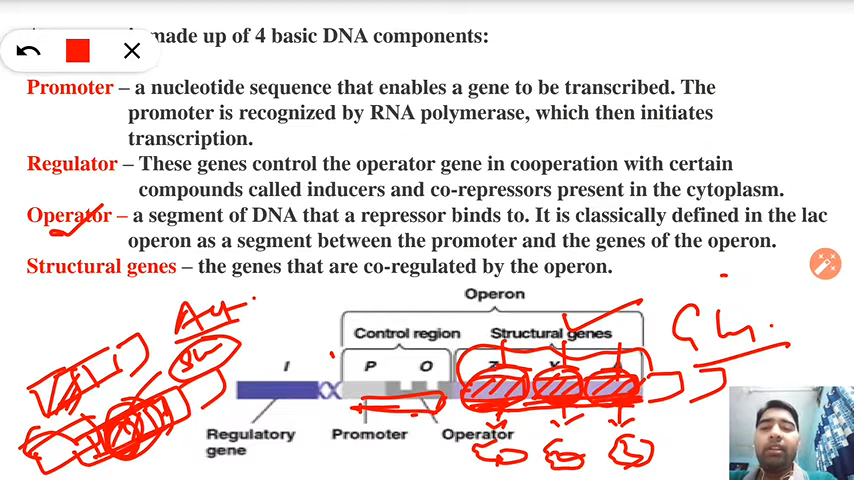 made up of 4 basic DNA components:
Promoter – a nucleotide sequence that enables a gene to be transcribed. The
promoter is recognized by RNA polymerase, which then initiates
transcription.
Regulator – These genes control the operator gene in cooperation with certain
compounds called inducers and co-repressors present in the cytoplasm.
Operator – a segment of DNA that a repressor binds to. It is classically defined in the lac
operon as a segment between the promoter and the genes of the operon.
Structural genes – the genes that are co-regulated by the operon.
Operon
Control region Structural genes
I P O Z Y
Regulatory gene
Promoter Operator